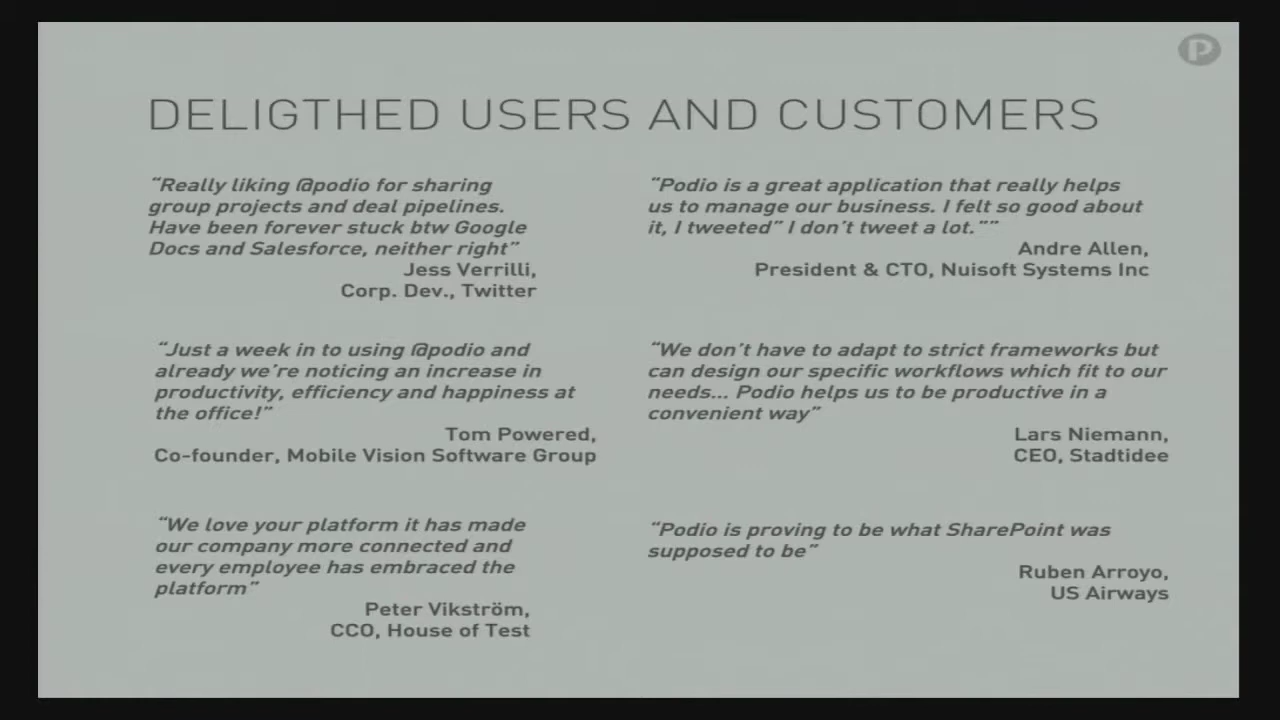 P
DELIGTHED USERS AND CUSTOMERS
“Really liking @podio for sharing
group projects and deal pipelines.
Have been forever stuck btw Google
Docs and Salesforce, neither right”
Jess Verrilli,
Corp. Dev., Twitter
“Podio is a great application that really helps
us to manage our business. I felt so good about
it, I tweeted” I don’t tweet a lot.””
Andre Allen,
President & CTO, Nuisoft Systems Inc
“Just a week in to using @podio and
already we’re noticing an increase in
productivity, efficiency and happiness at
the office!”
Tom Powered,
Co-founder, Mobile Vision Software Group
“We don’t have to adapt to strict frameworks but
can design our specific workflows which fit to our
needs... Podio helps us to be productive in a
convenient way”
Lars Niemann,
CEO, Stadtidee
“We love your platform it has made
our company more connected and
every employee has embraced the
platform”
Peter Vikström,
CCO, House of Test
“Podio is proving to be what SharePoint was
supposed to be”
Ruben Arroyo,
US Airways